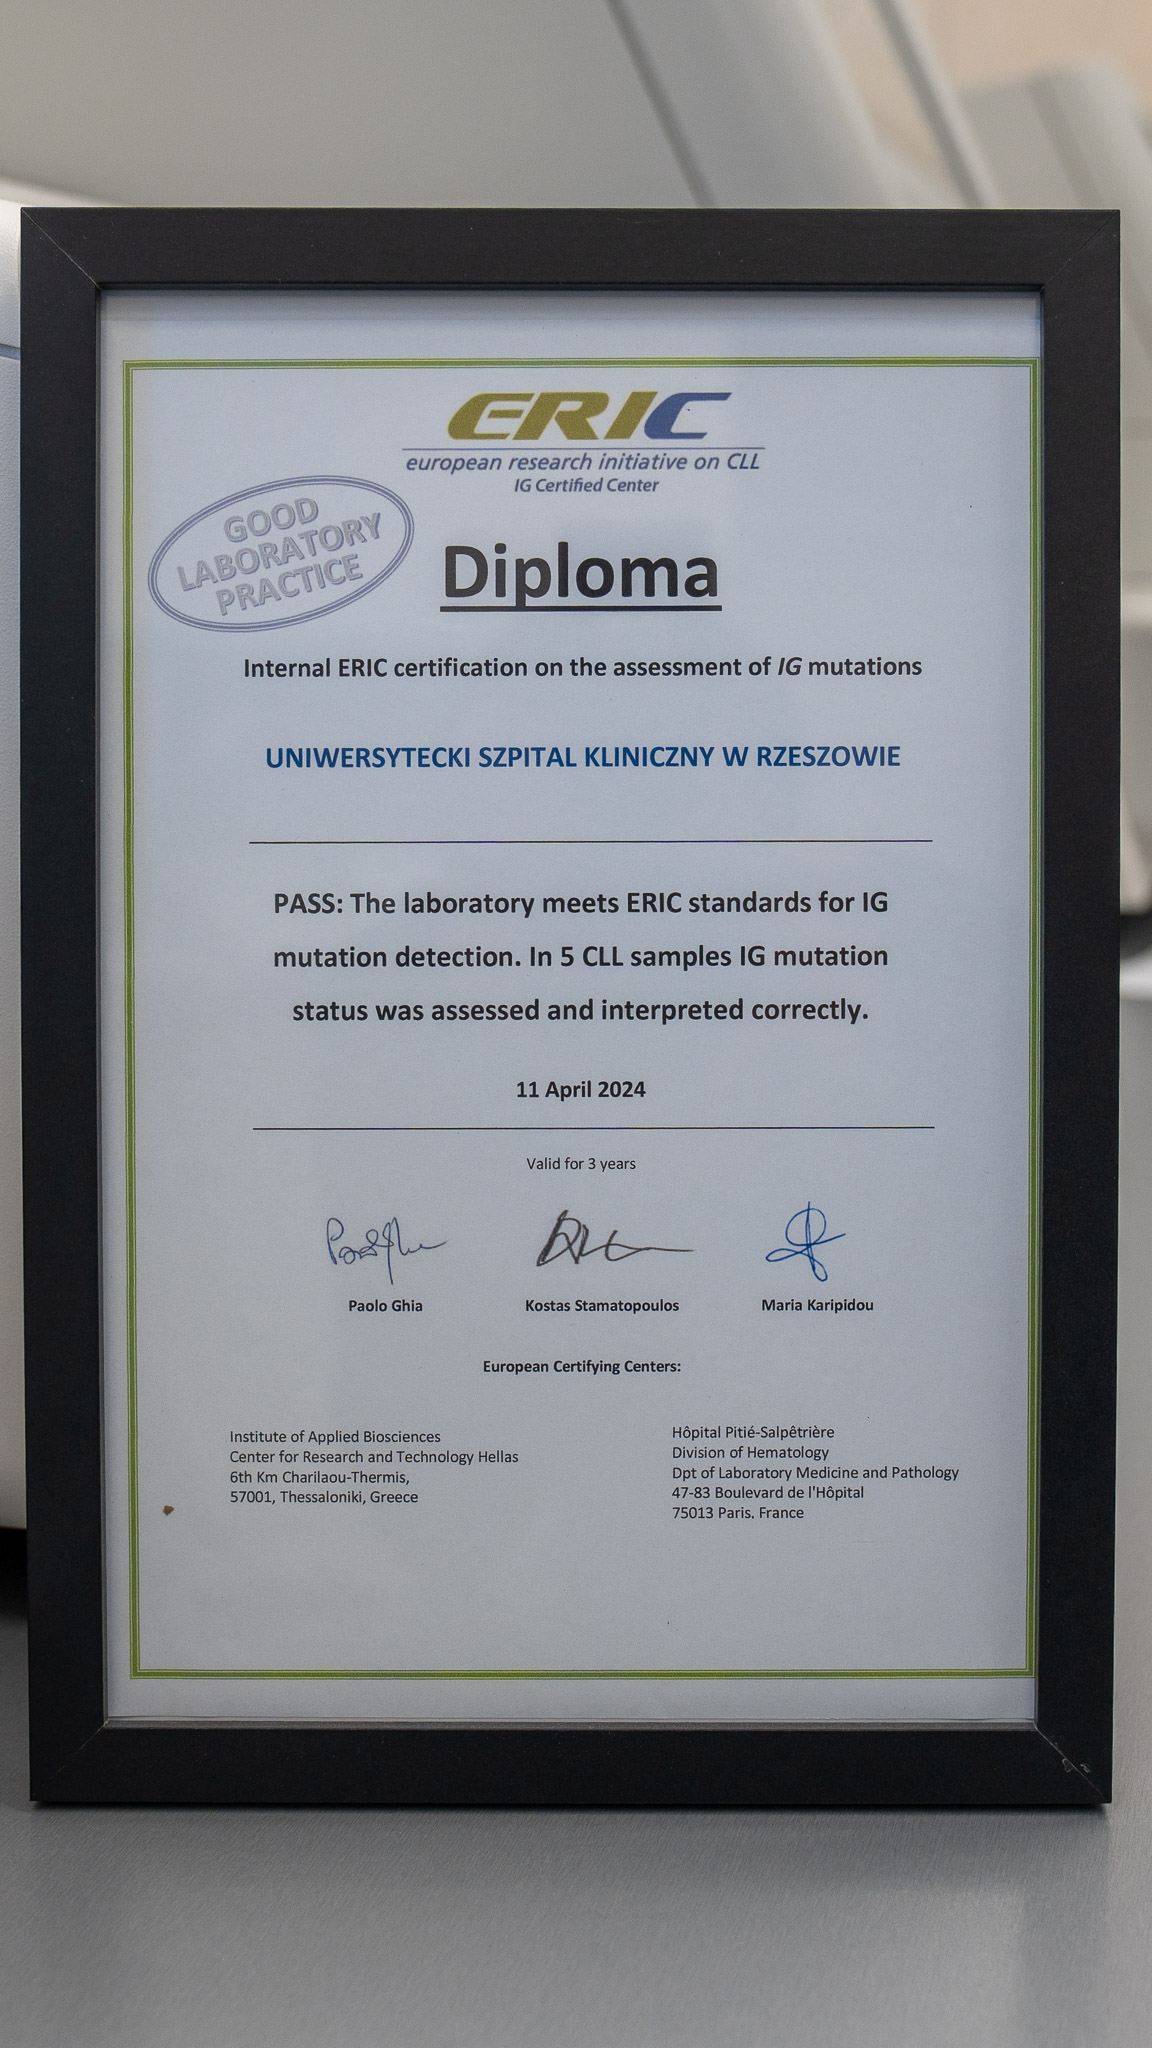 ERIC
european research initiative on CLL
IG Certified Center
GOOD
LABORATORY
PRACTICE
Diploma
Internal ERIC certification on the assessment of IG mutations
UNIWERSYTECKI SZPITAL KLINICZNY W RZESZOWIE
PASS: The laboratory meets ERIC standards for IG
mutation detection. In 5 CLL samples IG mutation
status was assessed and interpreted correctly.
11 April 2024
Valid for 3 years
Paolo Ghia
Kostas Stamatopoulos
Maria Karipidou
European Certifying Centers:
Institute of Applied Biosciences
Center for Research and Technology Hellas
6th Km Charilaou-Thermis,
57001, Thessaloniki, Greece
Hôpital Pitié-Salpêtrière
Division of Hematology
Dpt of Laboratory Medicine and Pathology
47-83 Boulevard de l'Hôpital
75013 Paris. France